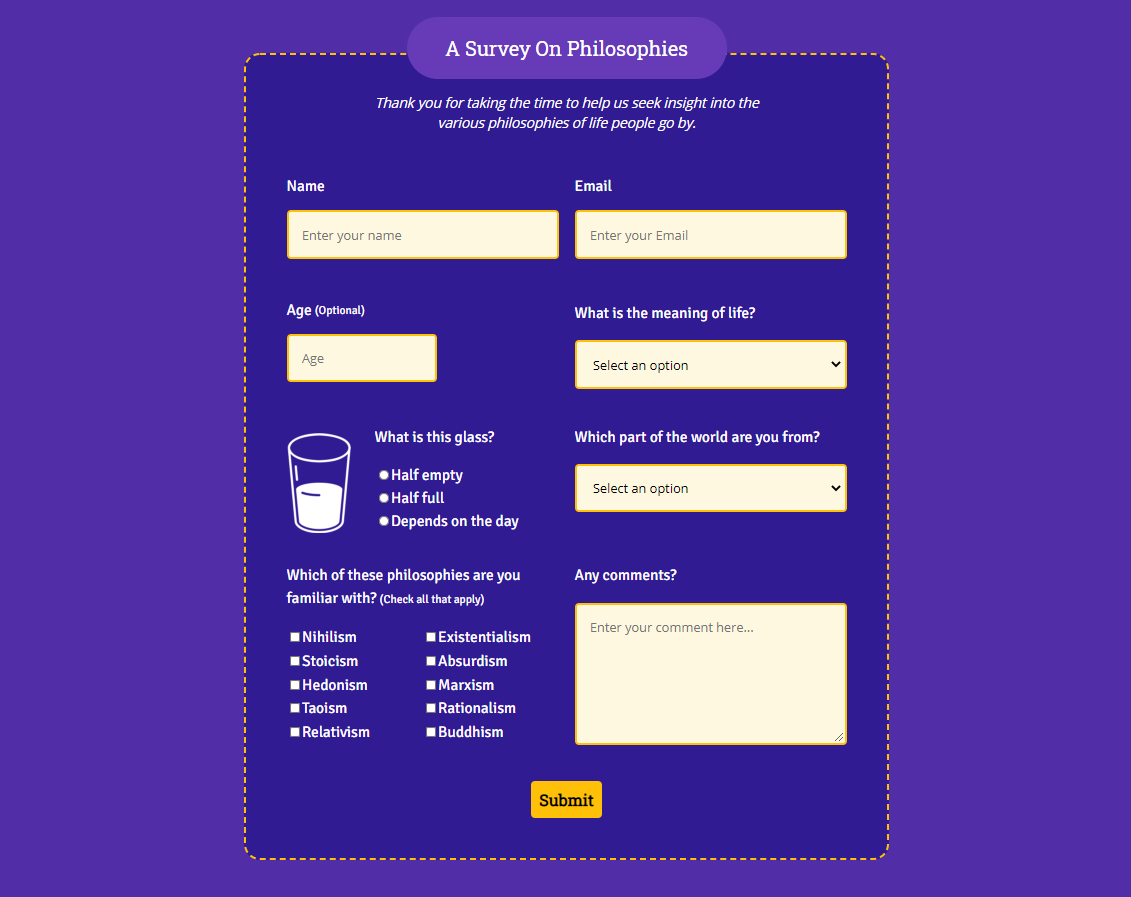 A Survey On Philosophies
Thank you for taking the time to help us seek insight into the
various philosophies of life people go by.
Name
Email
Enter your name
Enter your Email
Age (Optional)
What is the meaning of life?
Age
Select an option
What is this glass?
Half empty
Half full
Depends on the day
Which part of the world are you from?
Select an option
Which of these philosophies are you
familiar with? (Check all that apply)
Nihilism
Existentialism
Stoicism
Absurdism
Hedonism
Marxism
Taoism
Rationalism
Relativism
Buddhism
Any comments?
Enter your comment here...
Submit